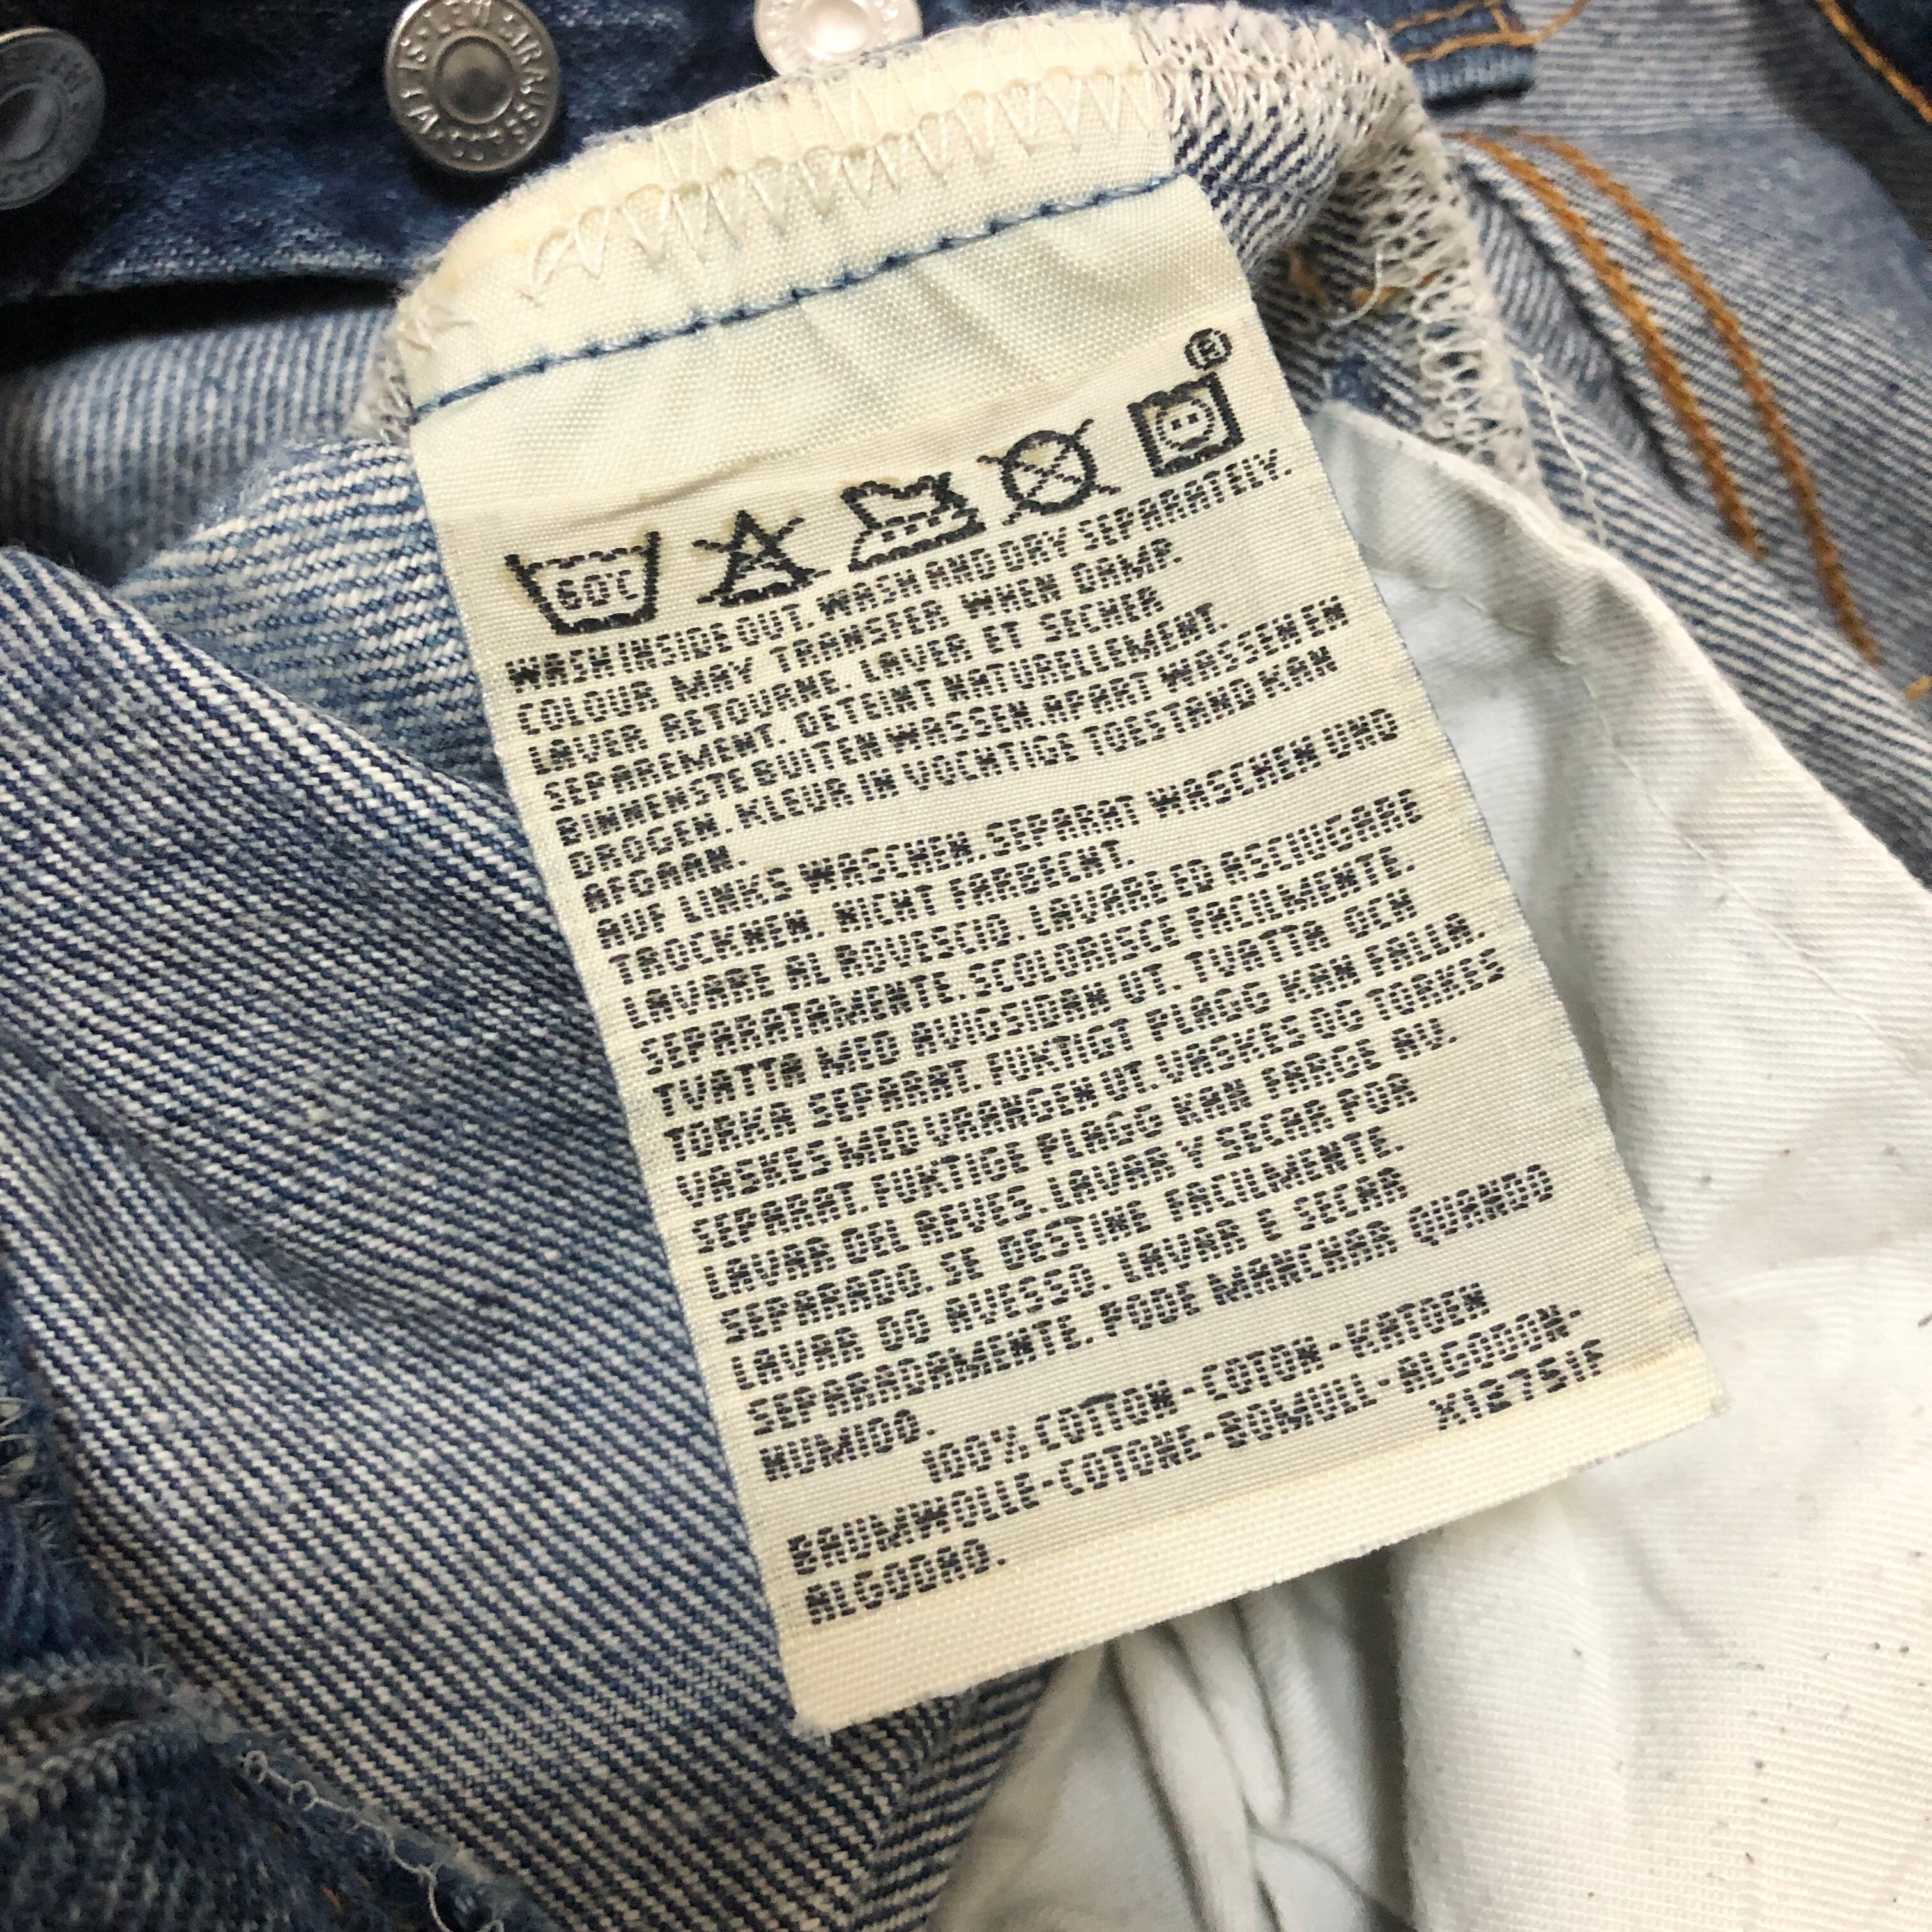 LEVI STRAUSS & CO. S.F. CAL.
®
60°C
WASH INSIDE OUT. WASH AND DRY SEPARATELY.
COLOUR MAY TRANSFER WHEN DAMP.
LAVER RETOURNE. LAVER ET SECHER
SEPAREMENT. DETEINT NATURELLEMENT.
BINNENSTE BUITEN WASSEN. APART WASSEN EN
DROGEN. KLEUR IN VOCHTIGE TOESTAND KAN
AFGAAN.
AUF LINKS WASCHEN. SEPARAT WASCHEN UND
TROCKNEN. NICHT FARBECHT.
LAVARE AL ROVESCIO. LAVARE ED ASCIUGARE
SEPARATAMENTE. SCOLORISCE FACILMENTE.
TVATTA MED AVIGSIDAN UT. TVATTA OCH
TORKA SEPARAT. FUKTIGT PLAGG KAN FALLA.
VASKES MED VRANGEN UT. VASKES OG TORKES
SEPARAT. FUKTIGE PLAGG KAN FARGE AV.
LAVAR DEL REVES. LAVAR Y SECAR POR
SEPARADO. SE DESTINE FACILMENTE.
LAVAR DO AVESSO. LAVAR E SECAR
SEPARADAMENTE. PODE MANCHAR QUANDO
HUMIDO.
100% COTTON-COTON-KATOEN
BAUMWOLLE-COTONE-BOMULL-ALGODON-
ALGODAO. X12751F